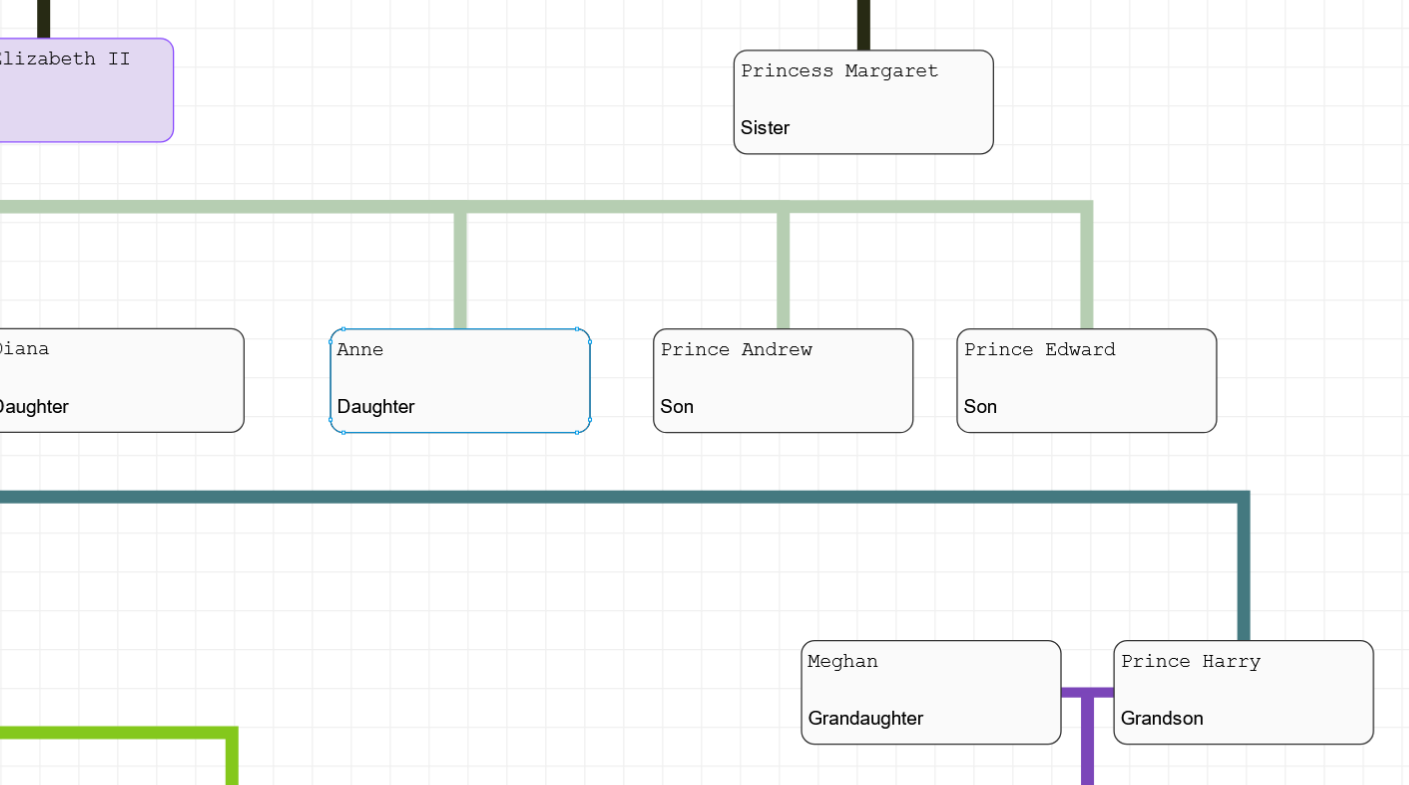 Elizabeth II
Princess Margaret
Sister
Diana
Daughter
Anne
Daughter
Prince Andrew
Son
Prince Edward
Son
Meghan
Grandaughter
Prince Harry
Grandson